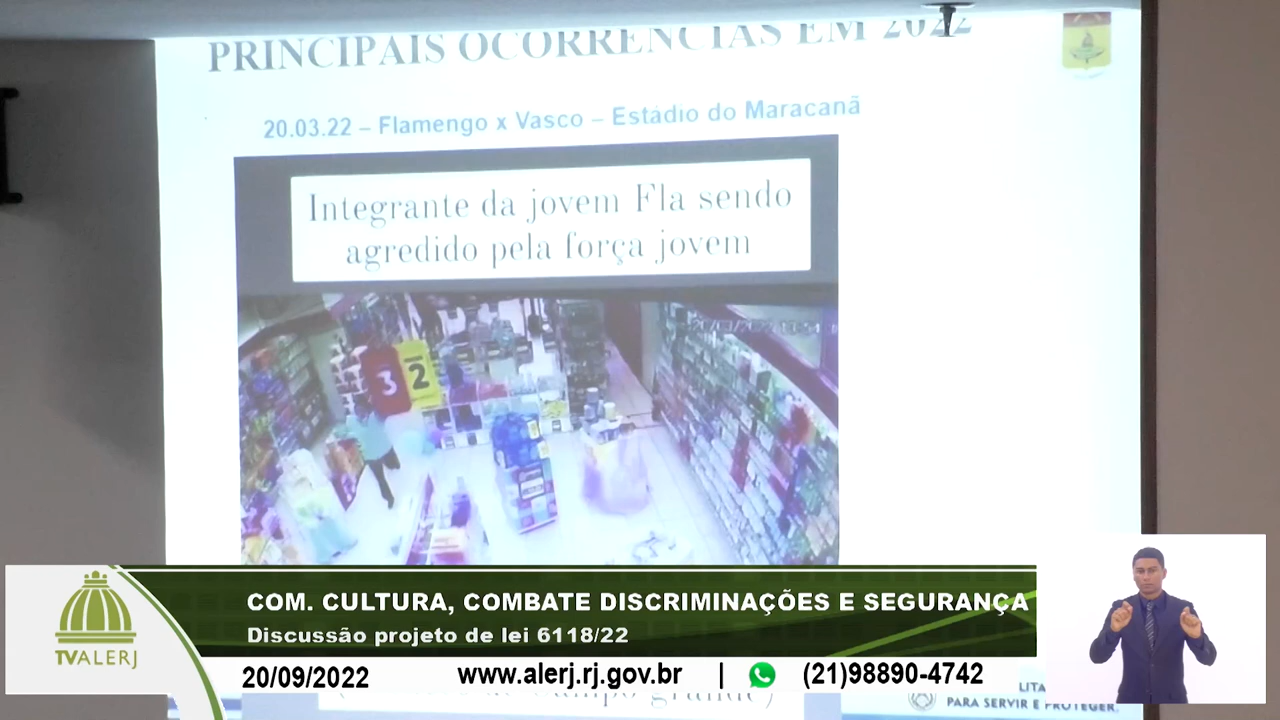 PRINCIPAIS OCORRÊNCIAS EM 2022
20.03.22 – Flamengo x Vasco – Estádio do Maracanã
Integrante da jovem Fla sendo
agredido pela força jovem
3
2
COM. CULTURA, COMBATE DISCRIMINAÇÕES E SEGURANÇA
Discussão projeto de lei 6118/22
TVALERJ
20/09/2022 www.alerj.rj.gov.br | (21)98890-4742
PARA SERVIR E PROTEGER.